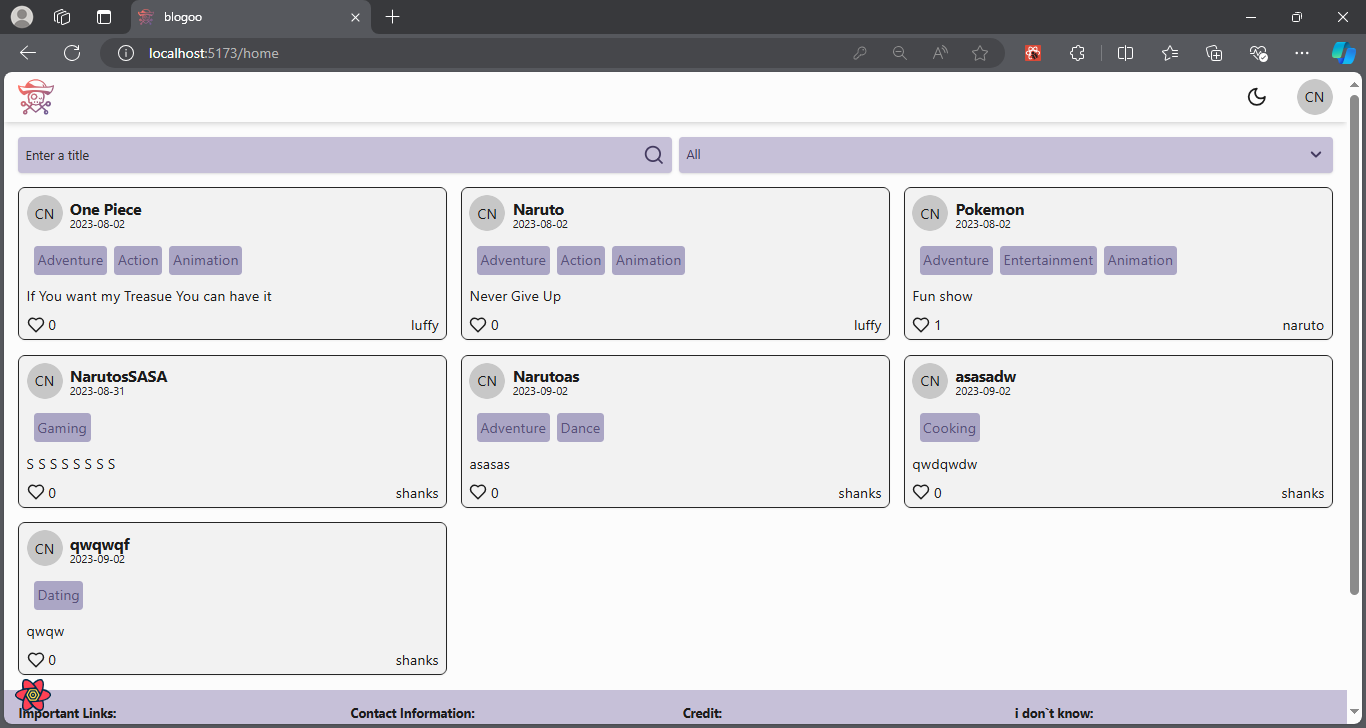 blogoo
localhost:5173/home
CN
Enter a title
All
CN One Piece
2023-08-02
Adventure Action Animation
If You want my Treasue You can have it
0 luffy
CN Naruto
2023-08-02
Adventure Action Animation
Never Give Up
0 luffy
CN Pokemon
2023-08-02
Adventure Entertainment Animation
Fun show
1 naruto
CN NarutosSASA
2023-08-31
Gaming
S S S S S S S S
0 shanks
CN Narutoas
2023-09-02
Adventure Dance
asasas
0 shanks
CN asasadw
2023-09-02
Cooking
qwdqwdw
0 shanks
CN qwqwqf
2023-09-02
Dating
qwqw
0 shanks
Important Links: Contact Information: Credit: i don`t know: